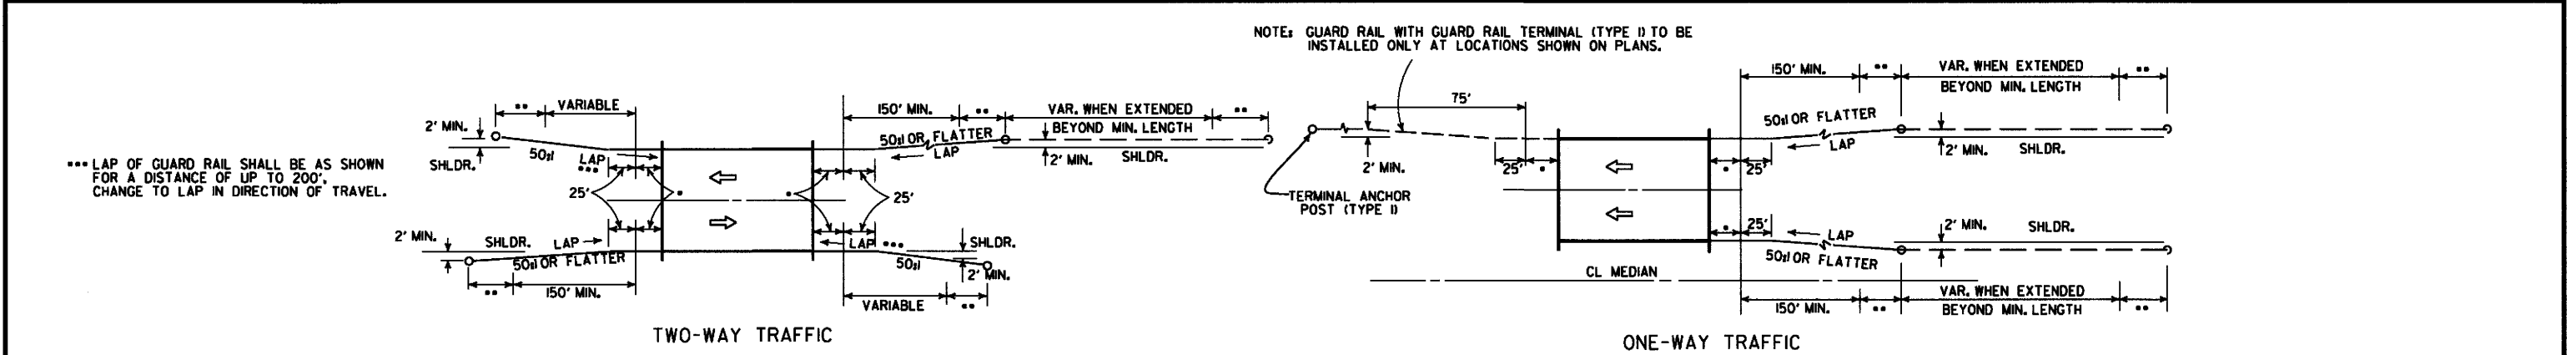 NOTE: GUARD RAIL WITH GUARD RAIL TERMINAL (TYPE I) TO BE
INSTALLED ONLY AT LOCATIONS SHOWN ON PLANS.
••• LAP OF GUARD RAIL SHALL BE AS SHOWN
FOR A DISTANCE OF UP TO 200'.
CHANGE TO LAP IN DIRECTION OF TRAVEL.
•• VARIABLE
2' MIN.
SHLDR.
50:1
LAP
•••
25'
•
150' MIN. •• VAR. WHEN EXTENDED ••
BEYOND MIN. LENGTH
50:1 OR FLATTER
LAP
2' MIN. SHLDR.
• 25'
2' MIN. SHLDR. LAP
50:1 OR FLATTER
•• 150' MIN.
LAP ••• SHLDR.
50:1
2' MIN.
VARIABLE ••
TWO-WAY TRAFFIC
75'
2' MIN.
25' •
TERMINAL ANCHOR
POST (TYPE I)
150' MIN. •• VAR. WHEN EXTENDED ••
BEYOND MIN. LENGTH
50:1 OR FLATTER
LAP
2' MIN. SHLDR.
• 25'
• 25'
LAP
2' MIN. SHLDR.
50:1 OR FLATTER
CL MEDIAN
150' MIN. •• VAR. WHEN EXTENDED ••
BEYOND MIN. LENGTH
ONE-WAY TRAFFIC